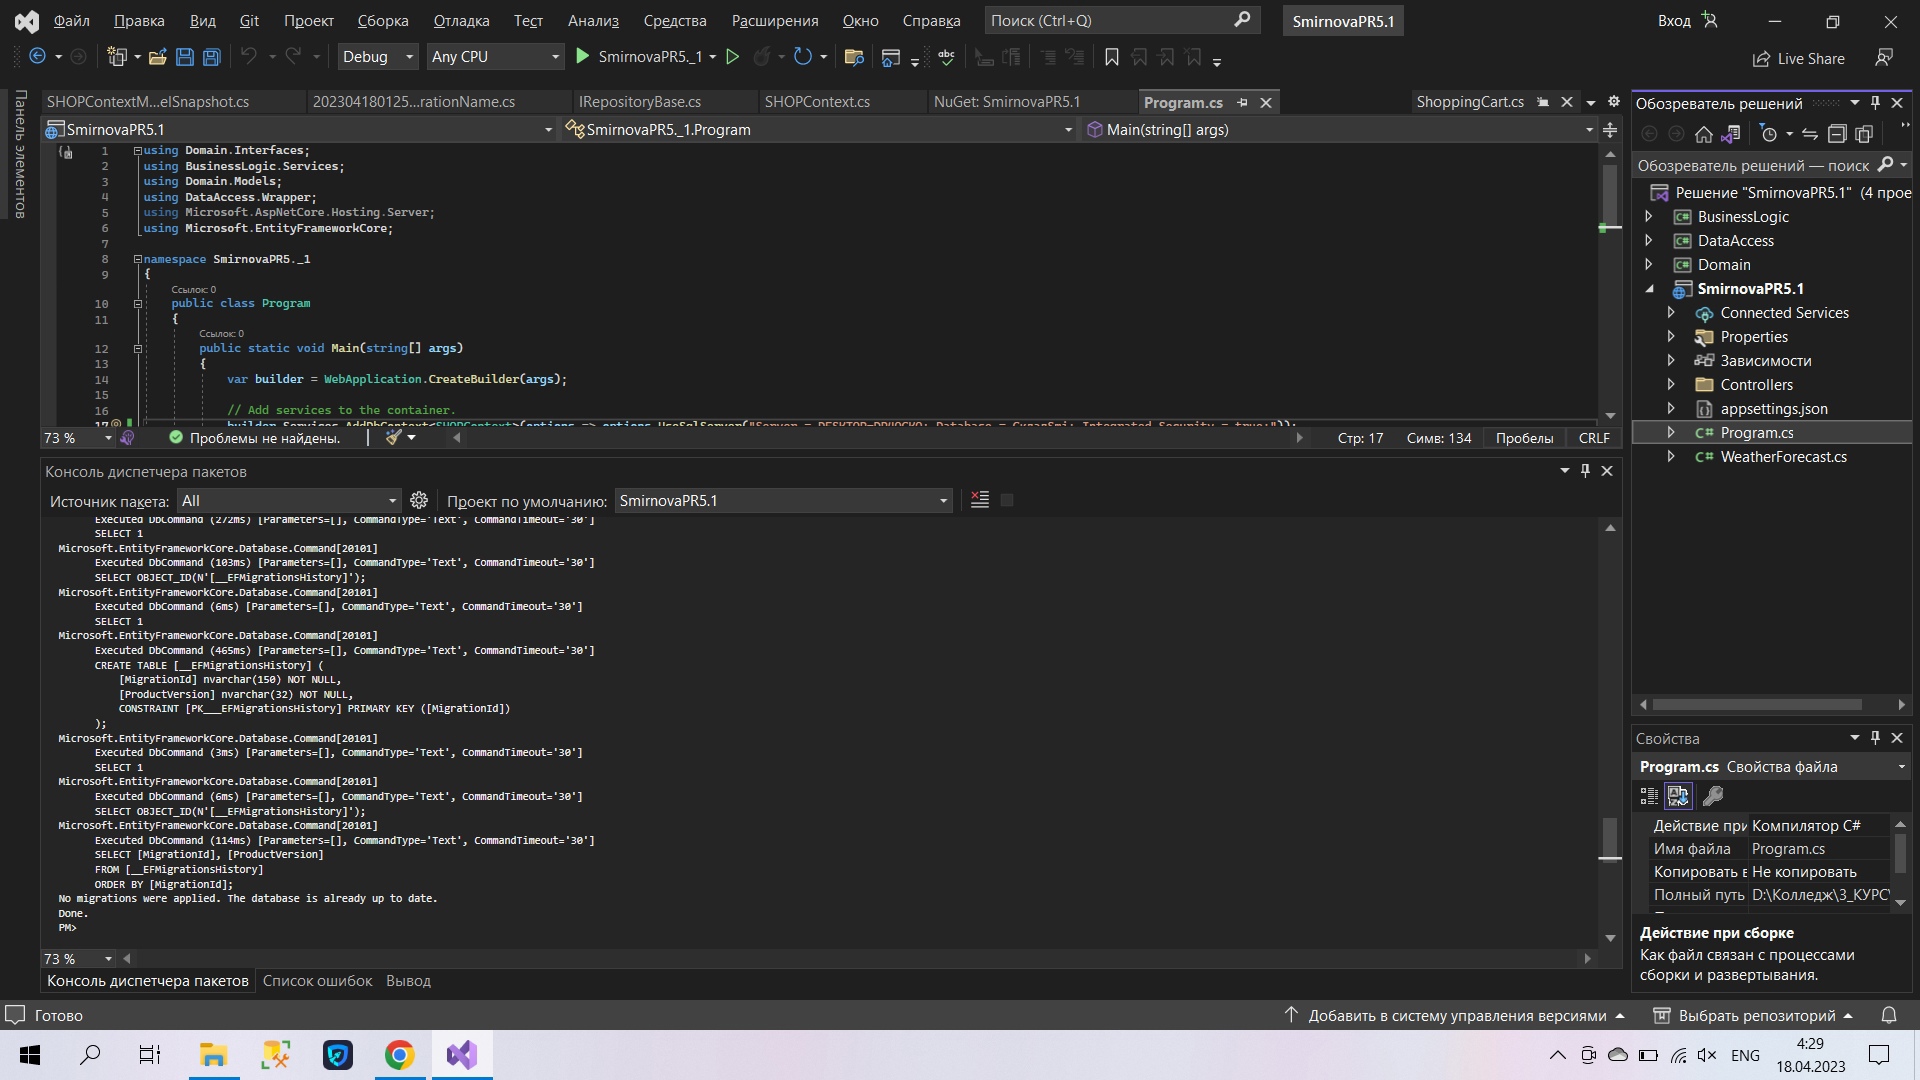 Файл Правка Вид Git Проект Сборка Отладка Тест Анализ Средства Расширения Окно Справка Поиск (Ctrl+Q) SmirnovaPR5.1 Вход
Debug Any CPU SmirnovaPR5._1 Live Share
Панель элементов
SHOPContextM...elSnapshot.cs 202304180125...rationName.cs IRepositoryBase.cs SHOPContext.cs NuGet: SmirnovaPR5.1 Program.cs ShoppingCart.cs
SmirnovaPR5.1 SmirnovaPR5._1.Program Main(string[] args)
1 using Domain.Interfaces;
2 using BusinessLogic.Services;
3 using Domain.Models;
4 using DataAccess.Wrapper;
5 using Microsoft.AspNetCore.Hosting.Server;
6 using Microsoft.EntityFrameworkCore;
7
8 namespace SmirnovaPR5._1
9 {
Ссылок: 0
10 public class Program
11 {
Ссылок: 0
12 public static void Main(string[] args)
13 {
14 var builder = WebApplication.CreateBuilder(args);
15
16 // Add services to the container.
17 builder.Services.AddDbContext<SHOPContext>(options => options.UseSqlServer("Server = Database = Integrated Security = true;"));
73 % Проблемы не найдены. Стр: 17 Симв: 134 Пробелы CRLF
Консоль диспетчера пакетов
Источник пакета: All Проект по умолчанию: SmirnovaPR5.1
Executed DbCommand (272ms) [Parameters=[], CommandType='Text', CommandTimeout='30']
SELECT 1
Microsoft.EntityFrameworkCore.Database.Command[20101]
Executed DbCommand (103ms) [Parameters=[], CommandType='Text', CommandTimeout='30']
SELECT OBJECT_ID(N'[__EFMigrationsHistory]');
Microsoft.EntityFrameworkCore.Database.Command[20101]
Executed DbCommand (6ms) [Parameters=[], CommandType='Text', CommandTimeout='30']
SELECT 1
Microsoft.EntityFrameworkCore.Database.Command[20101]
Executed DbCommand (465ms) [Parameters=[], CommandType='Text', CommandTimeout='30']
CREATE TABLE [__EFMigrationsHistory] (
[MigrationId] nvarchar(150) NOT NULL,
[ProductVersion] nvarchar(32) NOT NULL,
CONSTRAINT [PK___EFMigrationsHistory] PRIMARY KEY ([MigrationId])
);
Microsoft.EntityFrameworkCore.Database.Command[20101]
Executed DbCommand (3ms) [Parameters=[], CommandType='Text', CommandTimeout='30']
SELECT 1
Microsoft.EntityFrameworkCore.Database.Command[20101]
Executed DbCommand (6ms) [Parameters=[], CommandType='Text', CommandTimeout='30']
SELECT OBJECT_ID(N'[__EFMigrationsHistory]');
Microsoft.EntityFrameworkCore.Database.Command[20101]
Executed DbCommand (114ms) [Parameters=[], CommandType='Text', CommandTimeout='30']
SELECT [MigrationId], [ProductVersion]
FROM [__EFMigrationsHistory]
ORDER BY [MigrationId];
No migrations were applied. The database is already up to date.
Done.
PM>
73 %
Консоль диспетчера пакетов Список ошибок Вывод
Обозреватель решений
Обозреватель решений — поиск
Решение "SmirnovaPR5.1" (4 прое
BusinessLogic
DataAccess
Domain
SmirnovaPR5.1
Connected Services
Properties
Зависимости
Controllers
appsettings.json
C# Program.cs
C# WeatherForecast.cs
Свойства
Program.cs Свойства файла
Действие при Компилятор C#
Имя файла Program.cs
Копировать в Не копировать
Полный путь D:\Колледж\3_КУРС\
Действие при сборке
Как файл связан с процессами
сборки и развертывания.
Готово Добавить в систему управления версиями Выбрать репозиторий
ENG 4:29
18.04.2023